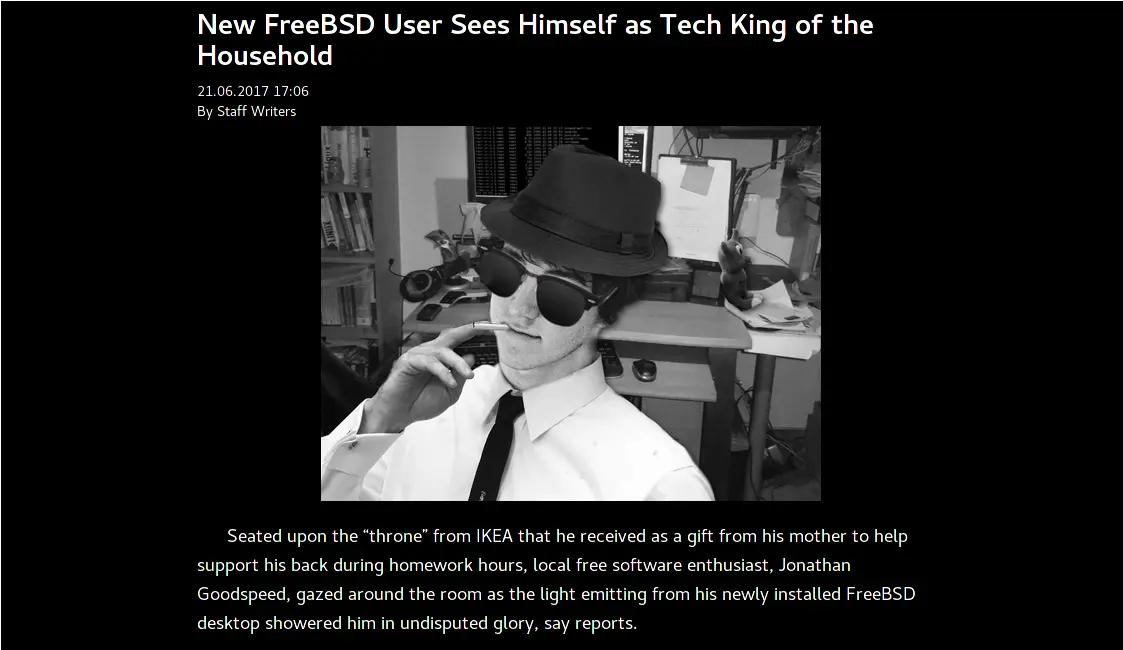 New FreeBSD User Sees Himself as Tech King of the
Household
21.06.2017 17:06
By Staff Writers
Seated upon the “throne” from IKEA that he received as a gift from his mother to help
support his back during homework hours, local free software enthusiast, Jonathan
Goodspeed, gazed around the room as the light emitting from his newly installed FreeBSD
desktop showered him in undisputed glory, say reports.